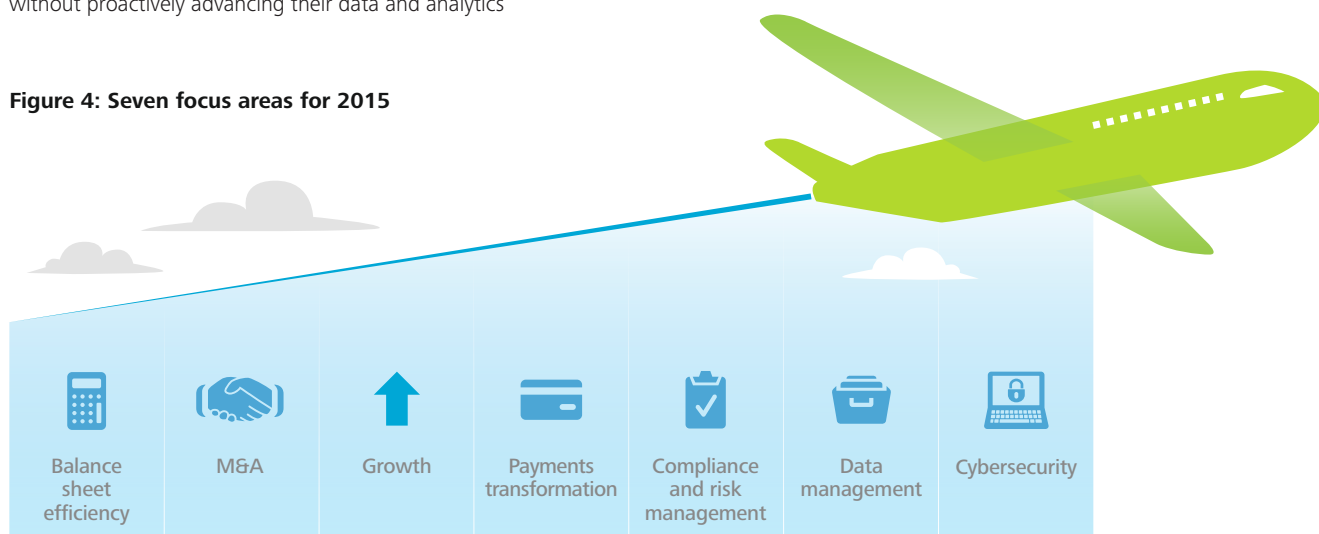 without proactively advancing their data and analytics
Figure 4: Seven focus areas for 2015
Balance
sheet
efficiency
M&A
Growth
Payments
transformation
Compliance
and risk
management
Data
management
Cybersecurity